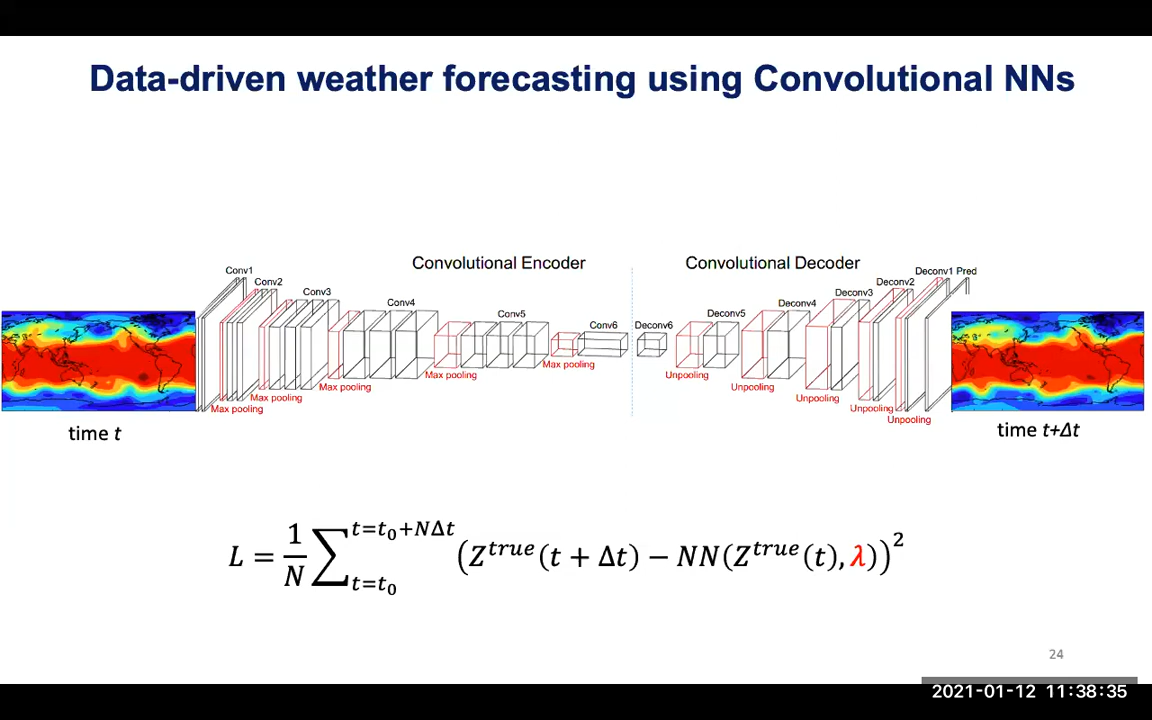 Data-driven weather forecasting using Convolutional NNs
Convolutional Encoder
Convolutional Decoder
Conv1
Conv2
Conv3
Conv4
Conv5
Conv6
Deconv6
Deconv5
Deconv4
Deconv3
Deconv2
Deconv1 Pred
Max pooling
Max pooling
Max pooling
Max pooling
Max pooling
Unpooling
Unpooling
Unpooling
Unpooling
Unpooling
time t
time t+Δt
L = 1/N ∑_{t=t₀}^{t=t₀+NΔt} (Z^{true}(t + Δt) − NN(Z^{true}(t), λ))²
24
2021-01-12 11:38:35